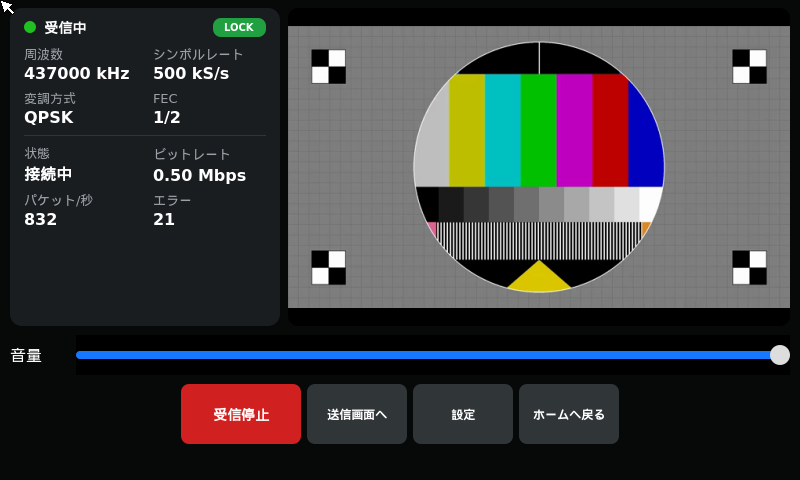 受信中 LOCK
周波数 シンボルレート
437000 kHz 500 kS/s
変調方式 FEC
QPSK 1/2
状態 ビットレート
接続中 0.50 Mbps
パケット/秒 エラー
832 21
音量
受信停止 送信画面へ 設定 ホームへ戻る